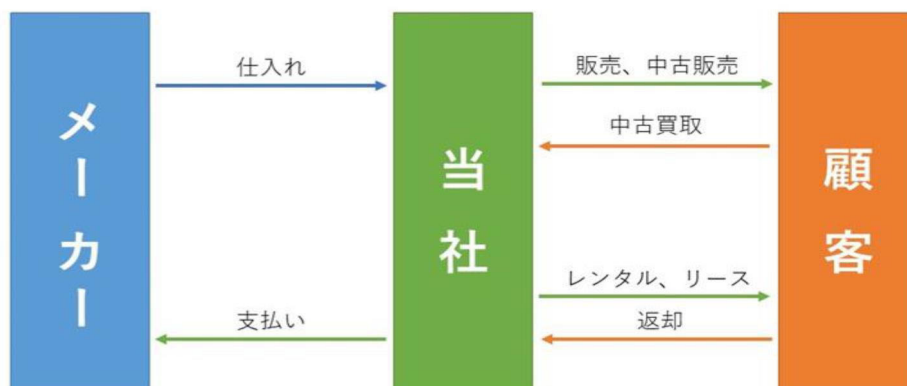 メーカー
仕入れ
支払い
当社
販売、中古販売
中古買取
レンタル、リース
返却
顧客